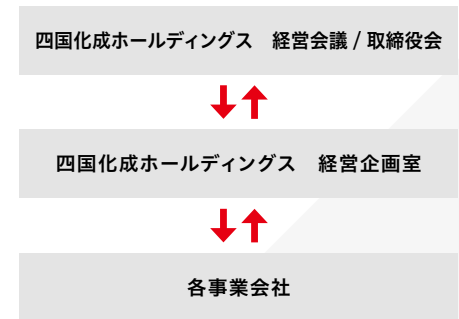 四国化成ホールディングス　経営会議 / 取締役会
四国化成ホールディングス　経営企画室
各事業会社